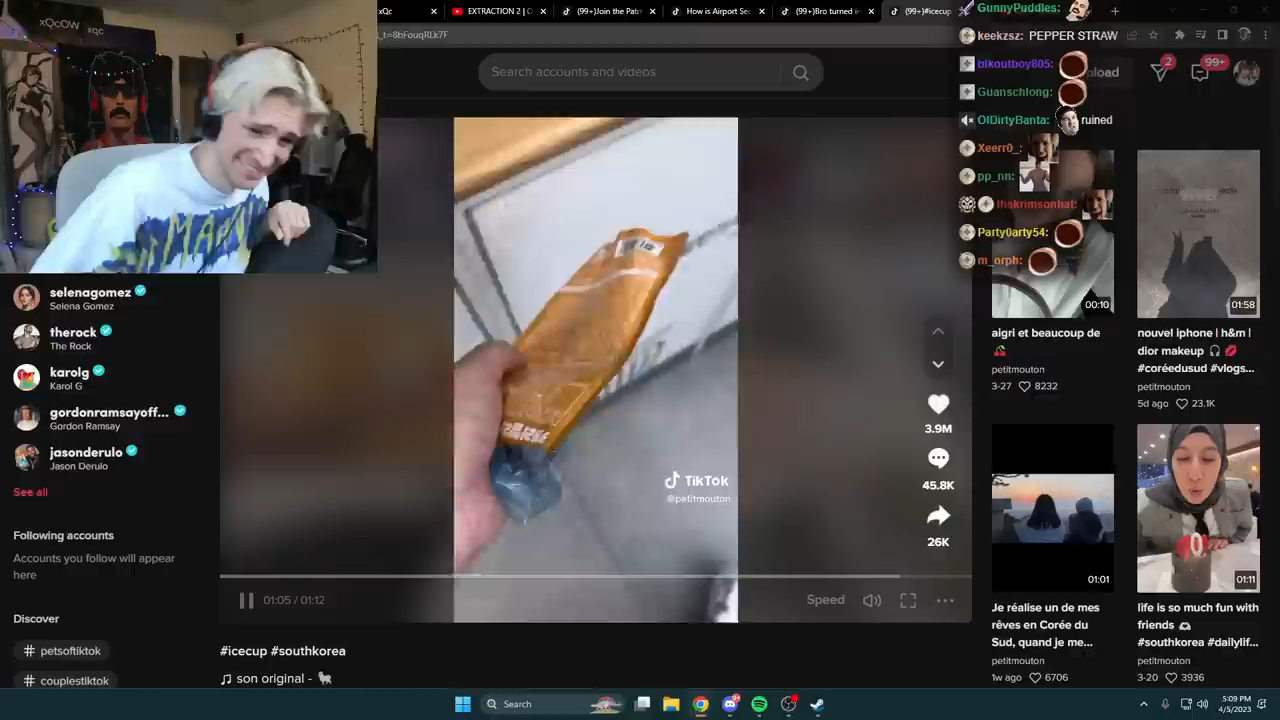 xQcOW xqc
xQc
EXTRACTION 2 | O
(99+)Join the Pat
How is Airport Sec
(99+)Bro turned i
(99+)#icecup
_t=8bFouqRLk7F
Search accounts and videos
GunnyPuddles:
keekzsz: PEPPER STRAW
blkoutboy805:
Guanschlong:
OlDirtyBanta: ruined
Xeerr0_:
pp_nn:
thekrimsonhat:
Party0arty54:
m_orph:
pload
2
99+
selenagomez
Selena Gomez
therock
The Rock
karolg
Karol G
gordonramsayoff...
Gordon Ramsay
jasonderulo
Jason Derulo
See all
Following accounts
Accounts you follow will appear
here
Discover
# petsoftiktok
# couplestiktok
TikTok
@petitmouton
3.9M
45.8K
26K
01:05 / 01:12
Speed
#icecup #southkorea
son original -
00:10
aigri et beaucoup de
petitmouton
3-27 8232
01:58
nouvel iphone | h&m |
dior makeup
#coréedusud #vlogs...
petitmouton
5d ago 23.1K
01:01
Je réalise un de mes
rêves en Corée du
Sud, quand je me...
petitmouton
1w ago 6706
01:11
life is so much fun with
friends
#southkorea #dailylif...
petitmouton
3-20 3936
Search
5:09 PM
4/5/2023